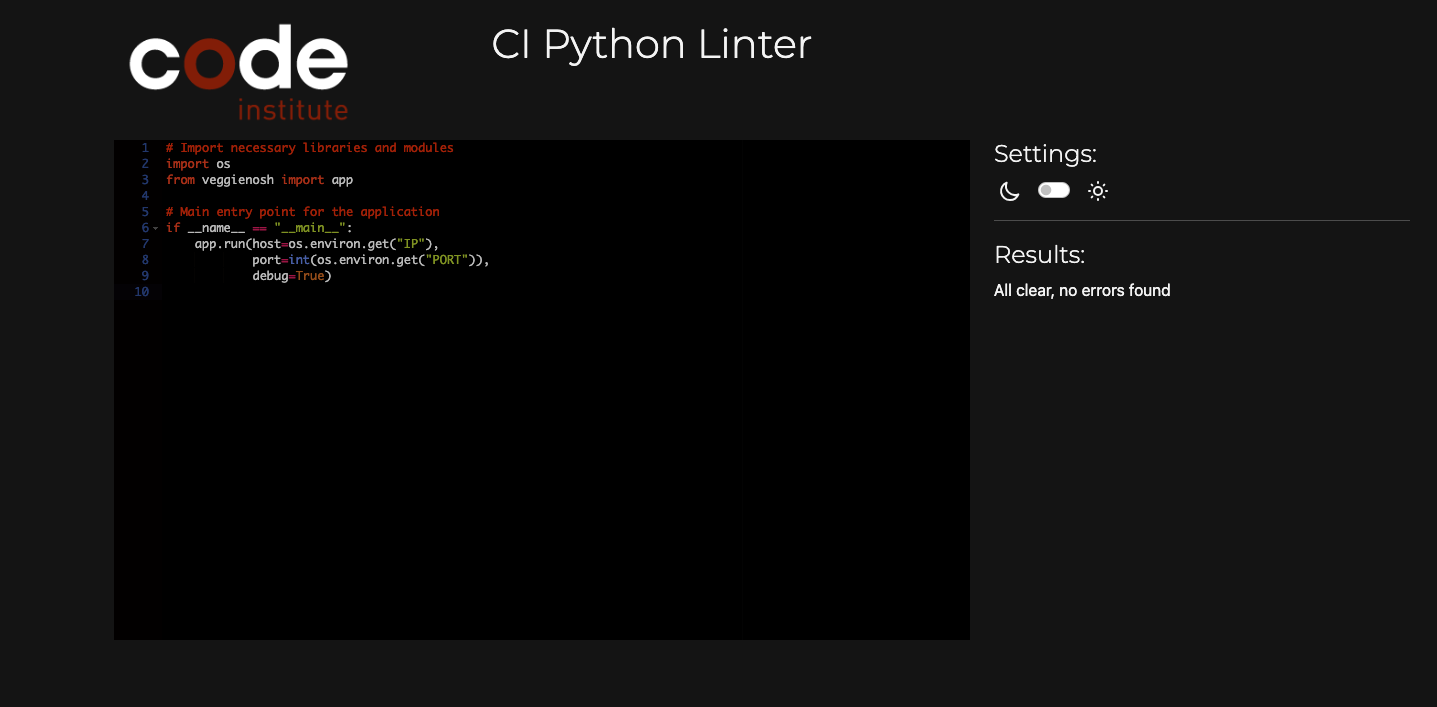 code
institute
CI Python Linter
1 # Import necessary libraries and modules
2 import os
3 from veggienosh import app
4
5 # Main entry point for the application
6 if __name__ == "__main__":
7     app.run(host=os.environ.get("IP"),
8             port=int(os.environ.get("PORT")),
9             debug=True)
10
Settings:
Results:
All clear, no errors found